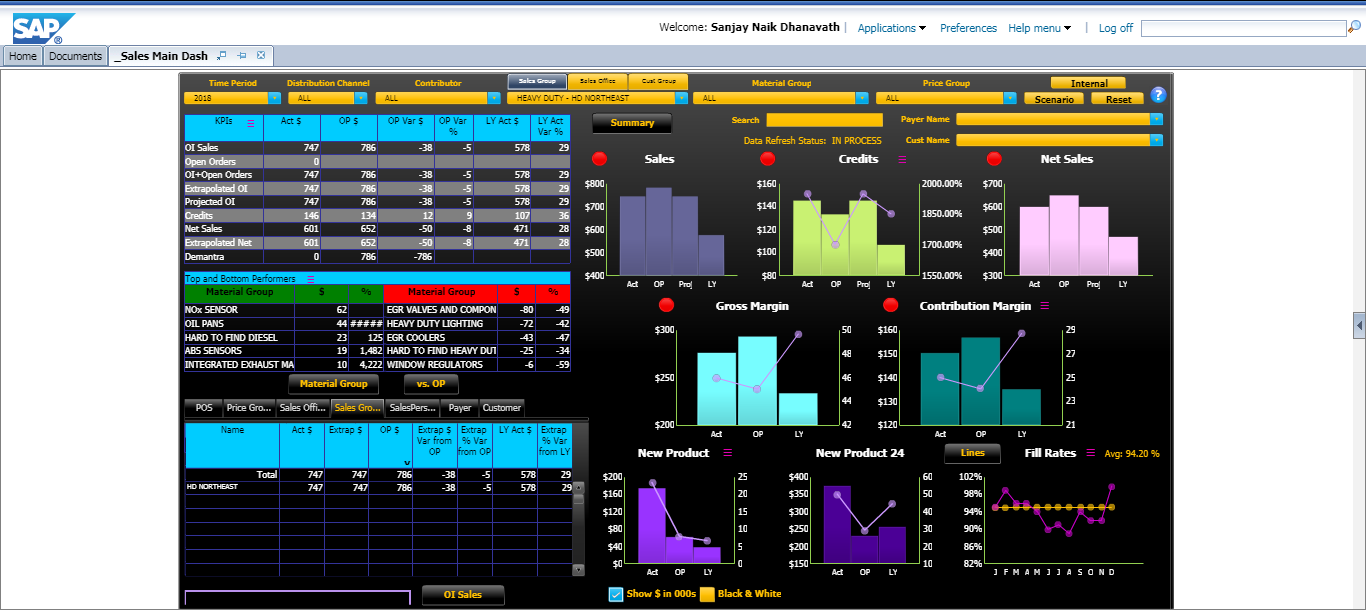 SAP ®
Welcome: Sanjay Naik Dhanavath | Applications Preferences Help menu | Log off
Home Documents _Sales Main Dash
Time Period Distribution Channel Contributor Sales Group Sales Office Cust Group Material Group Price Group Internal
2018 ALL ALL HEAVY DUTY - HD NORTHEAST ALL ALL Scenario Reset ?
KPIs Act $ OP $ OP Var $ OP Var % LY Act $ LY Act Var %
OI Sales 747 786 -38 -5 578 29
Open Orders 0
OI+Open Orders 747 786 -38 -5 578 29
Extrapolated OI 747 786 -38 -5 578 29
Projected OI 747 786 -38 -5 578 29
Credits 146 134 12 9 107 36
Net Sales 601 652 -50 -8 471 28
Extrapolated Net 601 652 -50 -8 471 28
Demantra 0 786 -786
Summary Search Payer Name
Data Refresh Status: IN PROCESS Cust Name
Sales
$800
$700
$600
$500
$400
Act OP Proj LY
Credits
$160 2000.00%
$140 1850.00%
$120
$100 1700.00%
$80 1550.00%
Act OP Proj LY
Net Sales
$700
$600
$500
$400
$300
Act OP Proj LY
Top and Bottom Performers
Material Group $ % Material Group $ %
NOx SENSOR 62 EGR VALVES AND COMPON -80 -49
OIL PANS 44 ##### HEAVY DUTY LIGHTING -72 -42
HARD TO FIND DIESEL 23 125 EGR COOLERS -43 -47
ABS SENSORS 19 1,482 HARD TO FIND HEAVY DUT -25 -34
INTEGRATED EXHAUST MA 10 4,222 WINDOW REGULATORS -6 -59
Material Group vs. OP
Gross Margin
$300 50
48
$250 46
44
$200 42
Act OP LY
Contribution Margin
$160 29
$150 27
$140 25
$130 23
$120 21
Act OP LY
POS Price Gro... Sales Offi... Sales Gro... SalesPers... Payer Customer
Name Act $ Extrap $ OP $ Extrap $ Var from OP Extrap % Var from OP LY Act $ Extrap % Var from LY
Total 747 747 786 -38 -5 578 29
HD NORTHEAST 747 747 786 -38 -5 578 29
New Product
$200 25
$160 20
$120 15
$80 10
$40 5
$0 0
Act OP LY
New Product 24
$400 60
$350 50
$300 40
$250 30
$200 20
$150 10
Act OP LY
Lines Fill Rates Avg: 94.20 %
102%
98%
94%
90%
86%
82%
J F M A M J J A S O N D
OI Sales Show $ in 000s Black & White